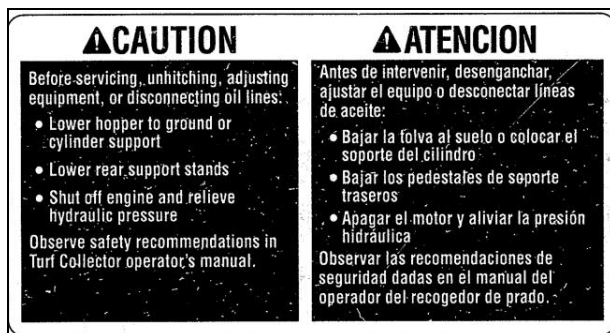 CAUTION
Before servicing, unhitching, adjusting
equipment, or disconnecting oil lines:
• Lower hopper to ground or
cylinder support
• Lower rear support stands
• Shut off engine and relieve
hydraulic pressure
Observe safety recommendations in
Turf Collector operator's manual.
ATENCION
Antes de intervenir, desenganchar,
ajustar el equipo o desconectar líneas
de aceite:
• Bajar la tolva al suelo o colocar el
soporte del cilindro
• Bajar los pedestales de soporte
traseros
• Apagar el motor y aliviar la presión
hidráulica
Observar las recomendaciones de
seguridad dadas en el manual del
operador del recogedor de prado.